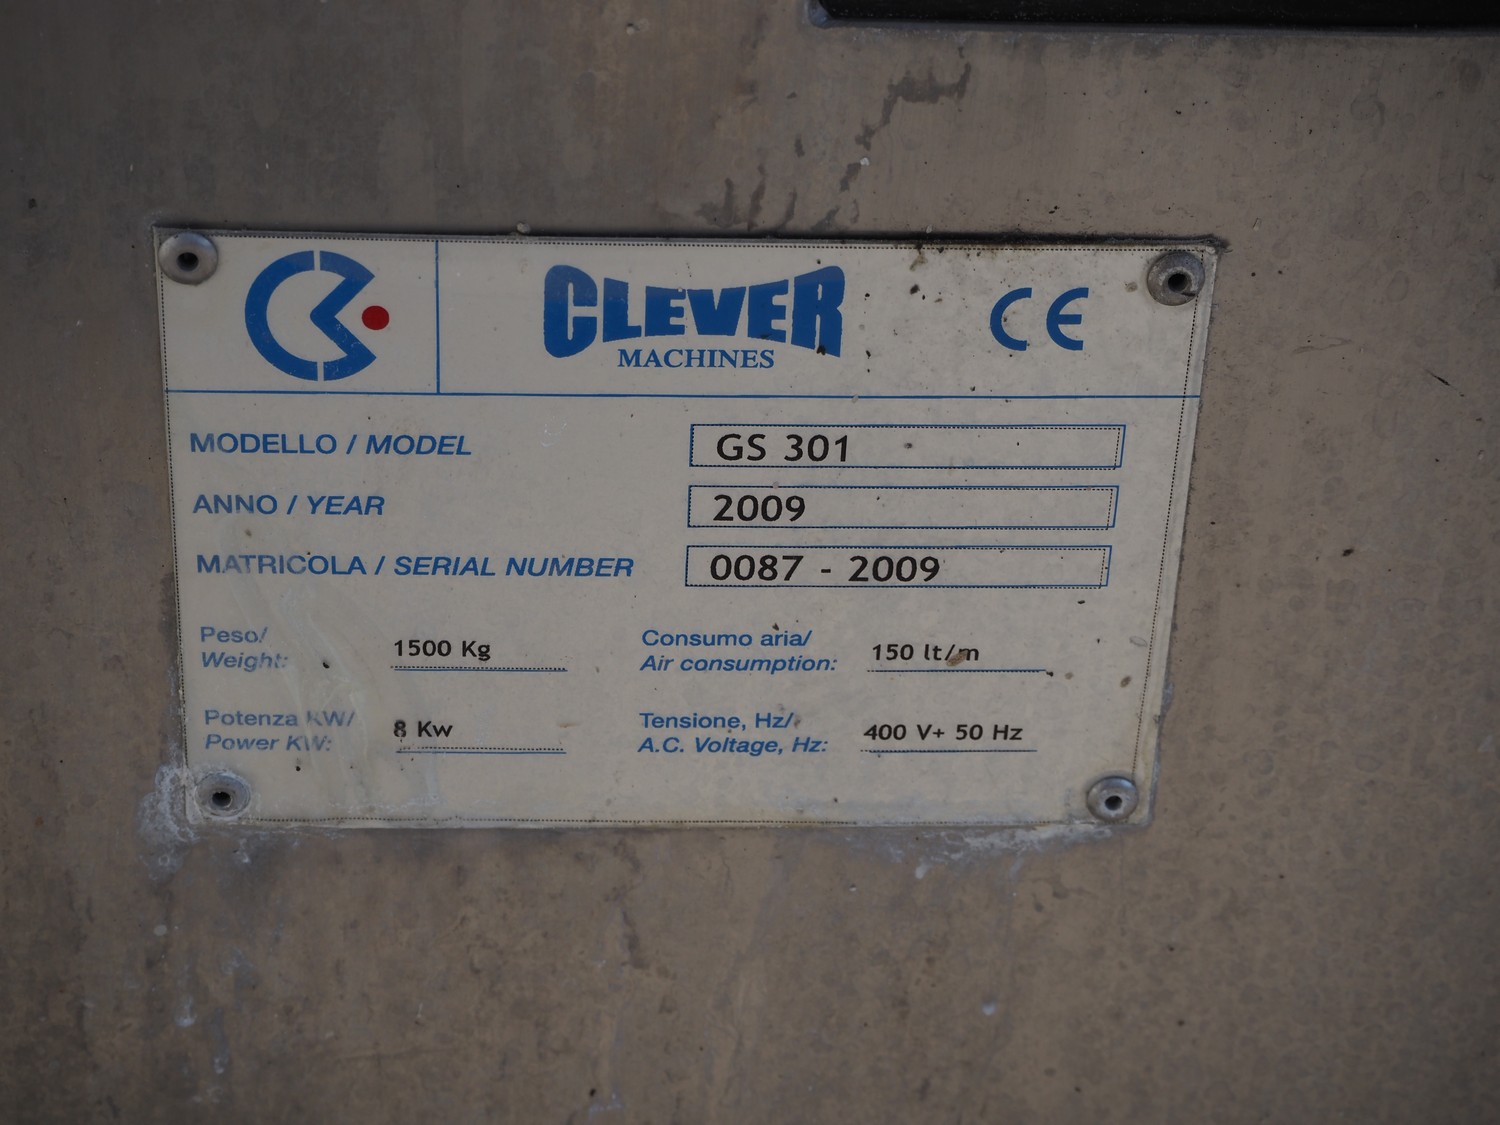 CLEVER
MACHINES
CE
MODELLO / MODEL GS 301
ANNO / YEAR 2009
MATRICOLA / SERIAL NUMBER 0087 - 2009
Peso/
Weight: 1500 Kg
Consumo aria/
Air consumption: 150 lt/m
Potenza KW/
Power KW: 8 Kw
Tensione, Hz/
A.C. Voltage, Hz: 400 V+ 50 Hz